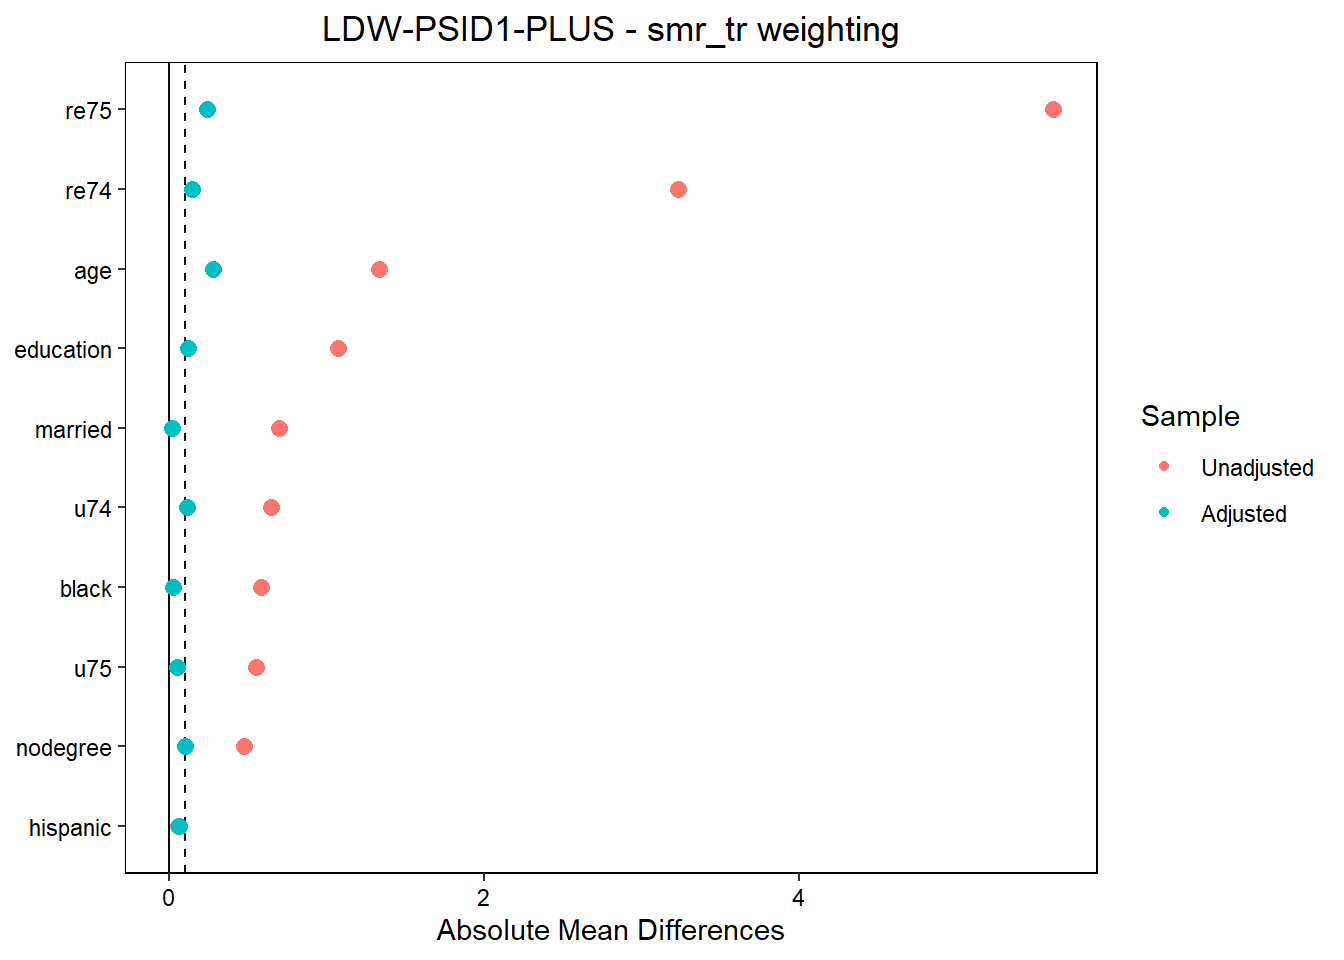 LDW-PSID1-PLUS - smr_tr weighting
re75
re74
age
education
married
u74
black
u75
nodegree
hispanic
0 2 4
Absolute Mean Differences
Sample
Unadjusted
Adjusted